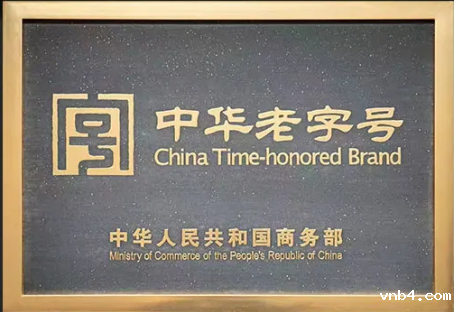 中华老字号
China Time-honored Brand
中华人民共和国商务部
Ministry of Commerce of the People's Republic of China
vnb4.com